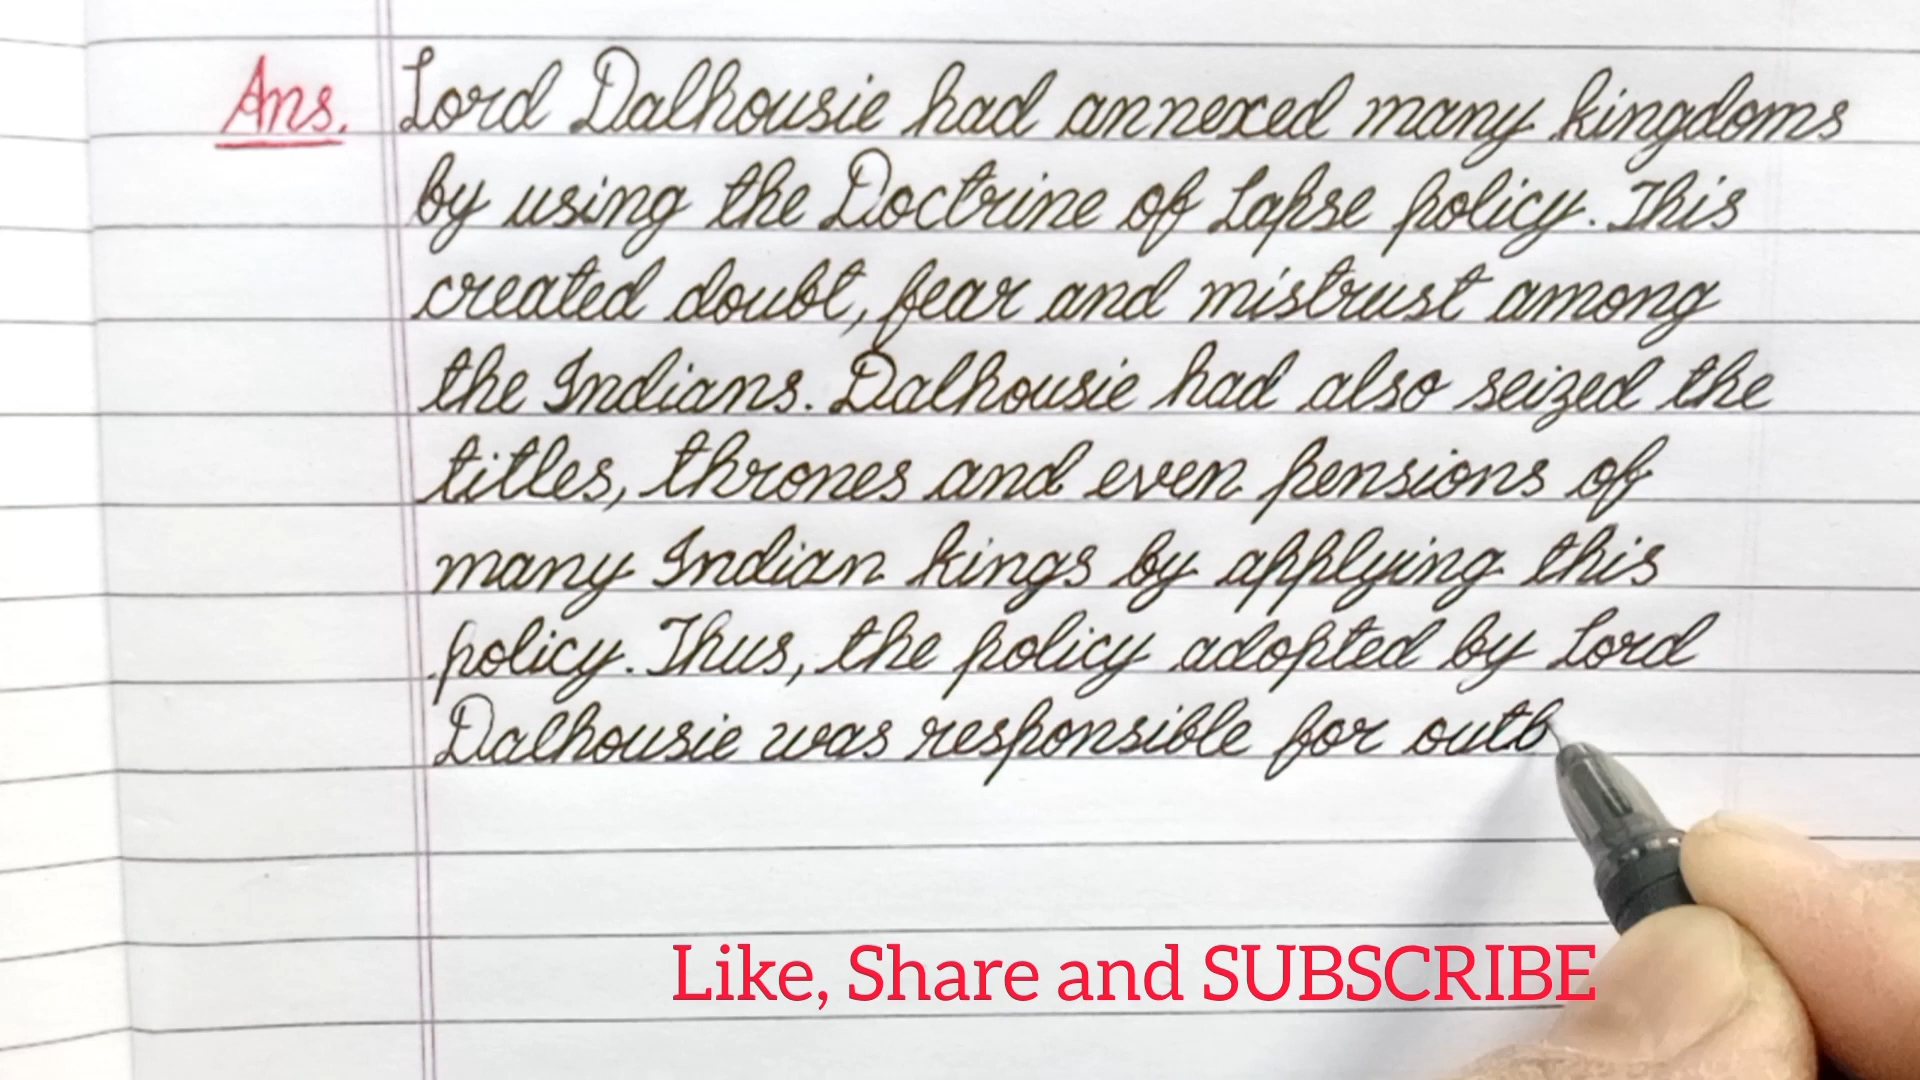 Ans. Lord Dalhousie had annexed many kingdoms
by using the Doctrine of Lapse policy. This
created doubt, fear and mistrust among
the Indians. Dalhousie had also seized the
titles, thrones and even pensions of
many Indian kings by applying this
policy. Thus, the policy adopted by Lord
Dalhousie was responsible for outb
Like, Share and SUBSCRIBE